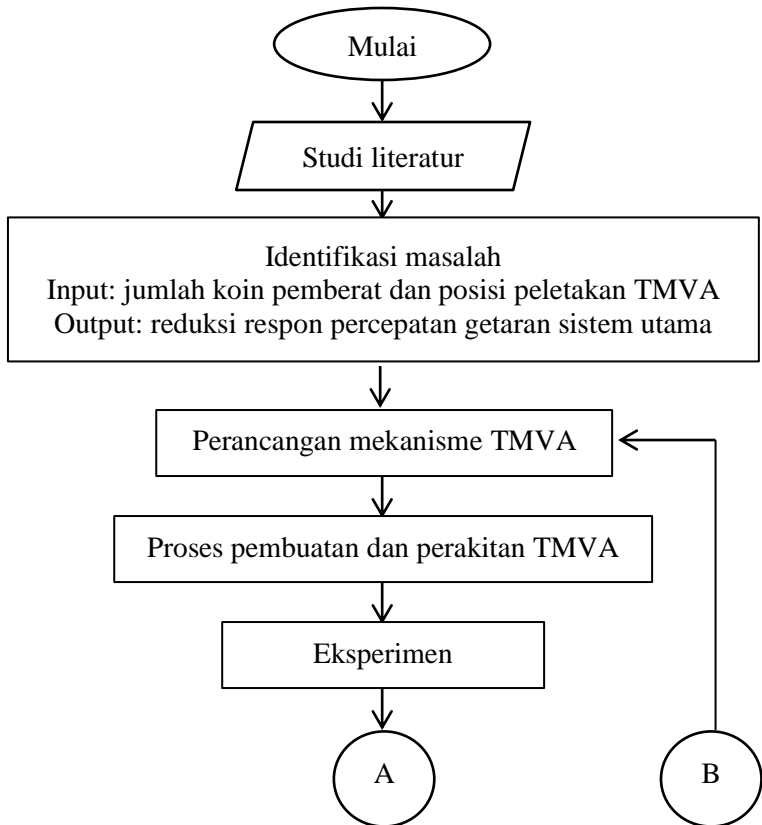 Mulai
Studi literatur
Identifikasi masalah
Input: jumlah koin pemberat dan posisi peletakan TMVA
Output: reduksi respon percepatan getaran sistem utama
Perancangan mekanisme TMVA
Proses pembuatan dan perakitan TMVA
Eksperimen
A
B